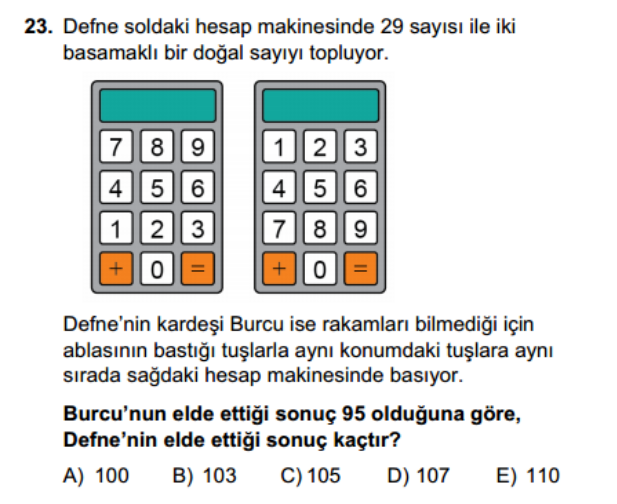 23. Defne soldaki hesap makinesinde 29 sayısı ile iki
basamaklı bir doğal sayıyı topluyor.
7 8 9
4 5 6
1 2 3
+ 0 =
1 2 3
4 5 6
7 8 9
+ 0 =
Defne'nin kardeşi Burcu ise rakamları bilmediği için
ablasının bastığı tuşlarla aynı konumdaki tuşlara aynı
sırada sağdaki hesap makinesinde basıyor.
Burcu'nun elde ettiği sonuç 95 olduğuna göre,
Defne'nin elde ettiği sonuç kaçtır?
A) 100 B) 103 C) 105 D) 107 E) 110